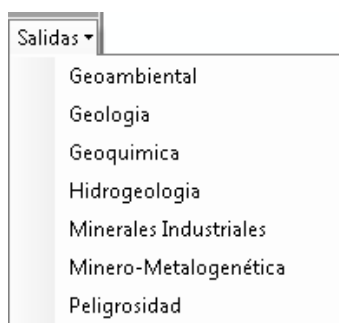 Salidas
Geoambiental
Geologia
Geoquimica
Hidrogeologia
Minerales Industriales
Minero-Metalogenética
Peligrosidad